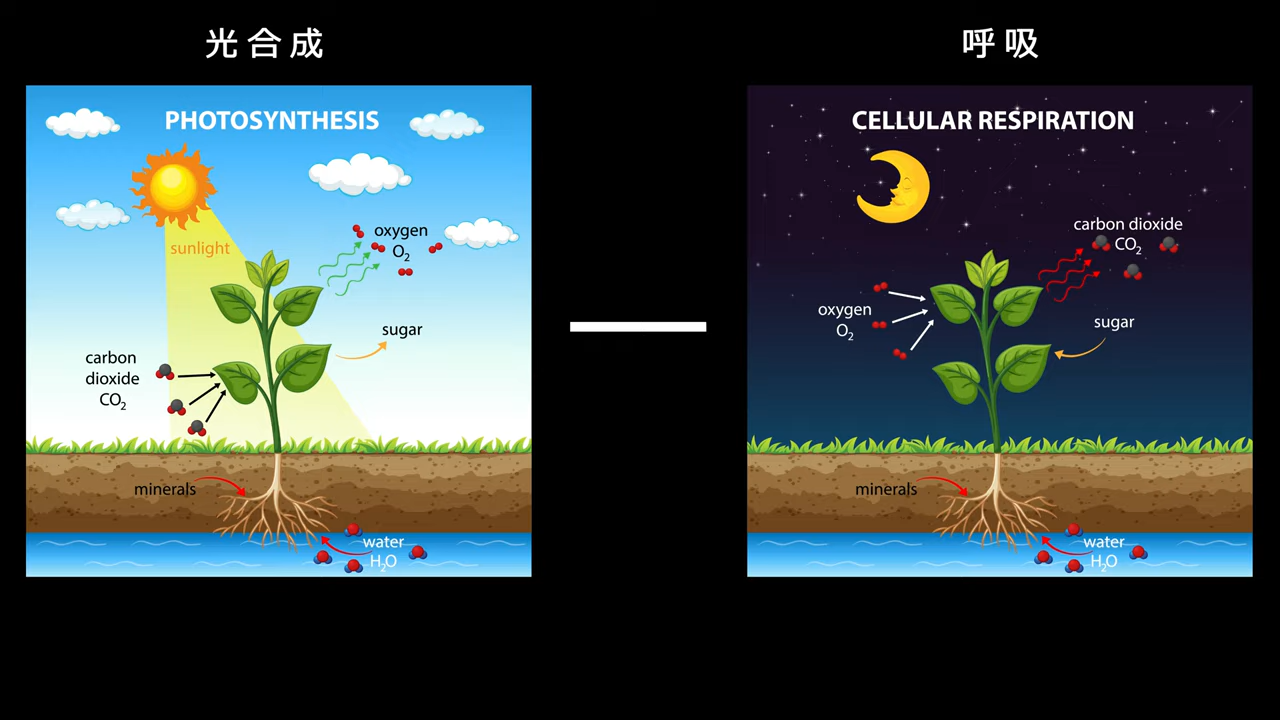 光合成
PHOTOSYNTHESIS
sunlight
oxygen
O₂
sugar
carbon
dioxide
CO₂
minerals
water
H₂O
呼吸
CELLULAR RESPIRATION
carbon dioxide
CO₂
oxygen
O₂
sugar
minerals
water
H₂O